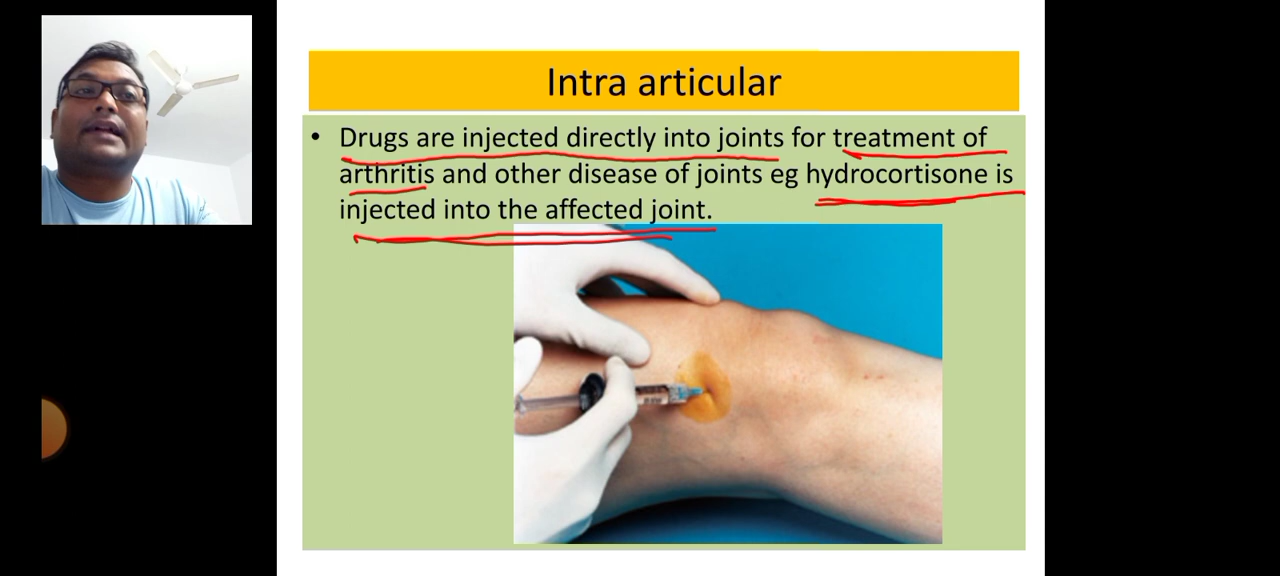 Intra articular
• Drugs are injected directly into joints for treatment of
arthritis and other disease of joints eg hydrocortisone is
injected into the affected joint.